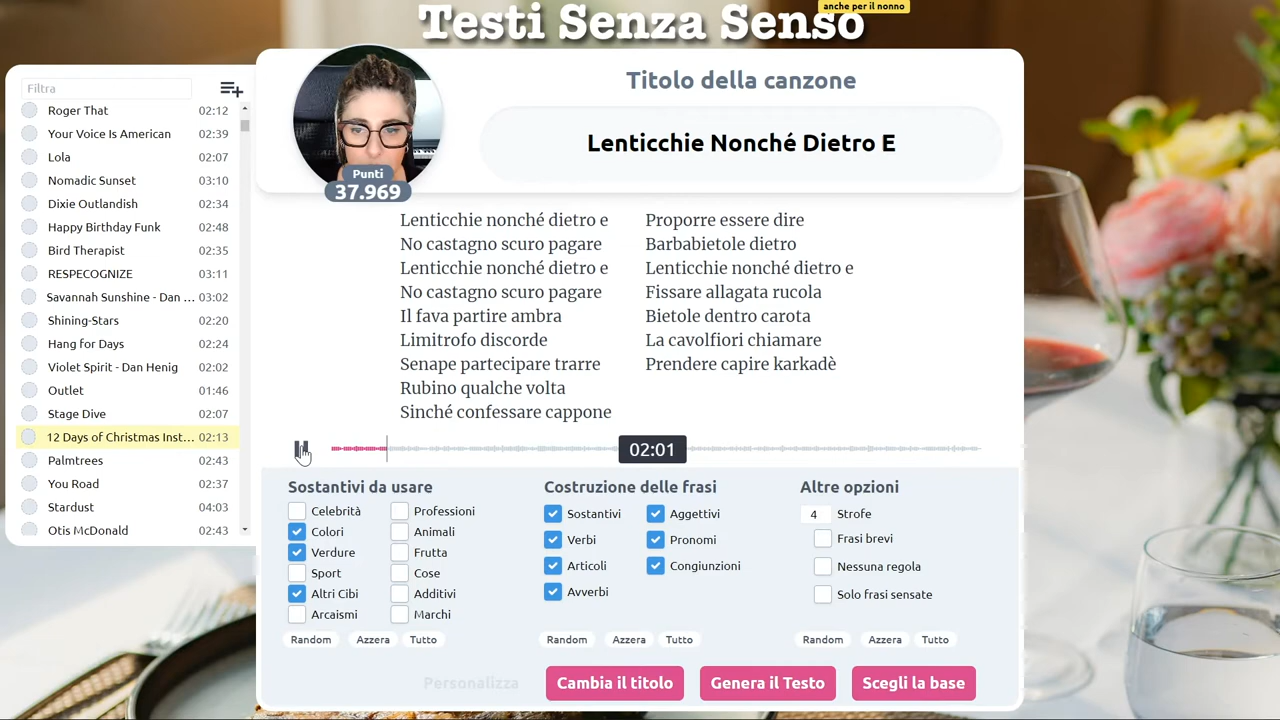 Testi Senza Senso
anche per il nonno
Filtra
Roger That 02:12
Your Voice Is American 02:39
Lola 02:07
Nomadic Sunset 03:10
Dixie Outlandish 02:34
Happy Birthday Funk 02:48
Bird Therapist 02:35
RESPECOGNIZE 03:11
Savannah Sunshine - Dan ... 03:02
Shining-Stars 02:20
Hang for Days 02:24
Violet Spirit - Dan Henig 02:02
Outlet 01:46
Stage Dive 02:07
12 Days of Christmas Inst... 02:13
Palmtrees 02:43
You Road 02:37
Stardust 04:03
Otis McDonald 02:43
Punti
37.969
Titolo della canzone
Lenticchie Nonché Dietro E
Lenticchie nonché dietro e
No castagno scuro pagare
Lenticchie nonché dietro e
No castagno scuro pagare
Il fava partire ambra
Limitrofo discorde
Senape partecipare trarre
Rubino qualche volta
Sinché confessare cappone
Proporre essere dire
Barbabietole dietro
Lenticchie nonché dietro e
Fissare allagata rucola
Bietole dentro carota
La cavolfiori chiamare
Prendere capire karkadè
02:01
Sostantivi da usare
Celebrità Professioni
Colori Animali
Verdure Frutta
Sport Cose
Altri Cibi Additivi
Arcaismi Marchi
Random Azzera Tutto
Costruzione delle frasi
Sostantivi Aggettivi
Verbi Pronomi
Articoli Congiunzioni
Avverbi
Random Azzera Tutto
Altre opzioni
4 Strofe
Frasi brevi
Nessuna regola
Solo frasi sensate
Random Azzera Tutto
Personalizza
Cambia il titolo
Genera il Testo
Scegli la base